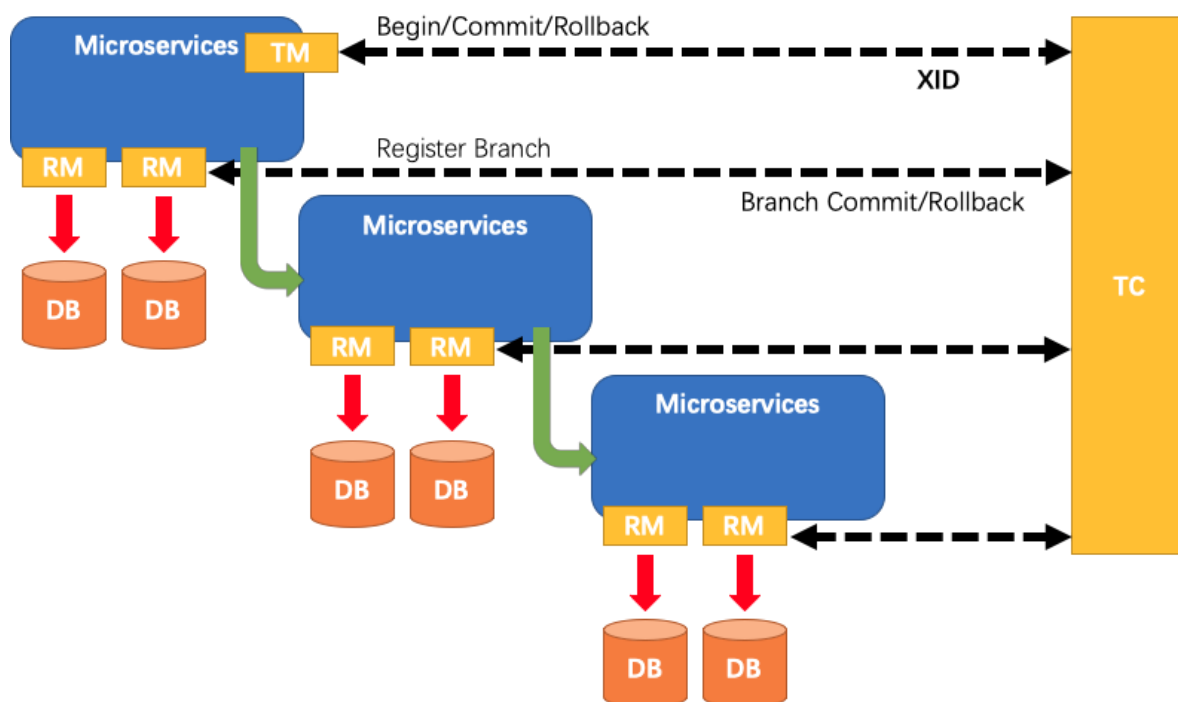 Begin/Commit/Rollback
Microservices
TM
XID
Register Branch
RM
RM
Branch Commit/Rollback
Microservices
TC
DB
DB
RM
RM
Microservices
DB
DB
RM
RM
DB
DB